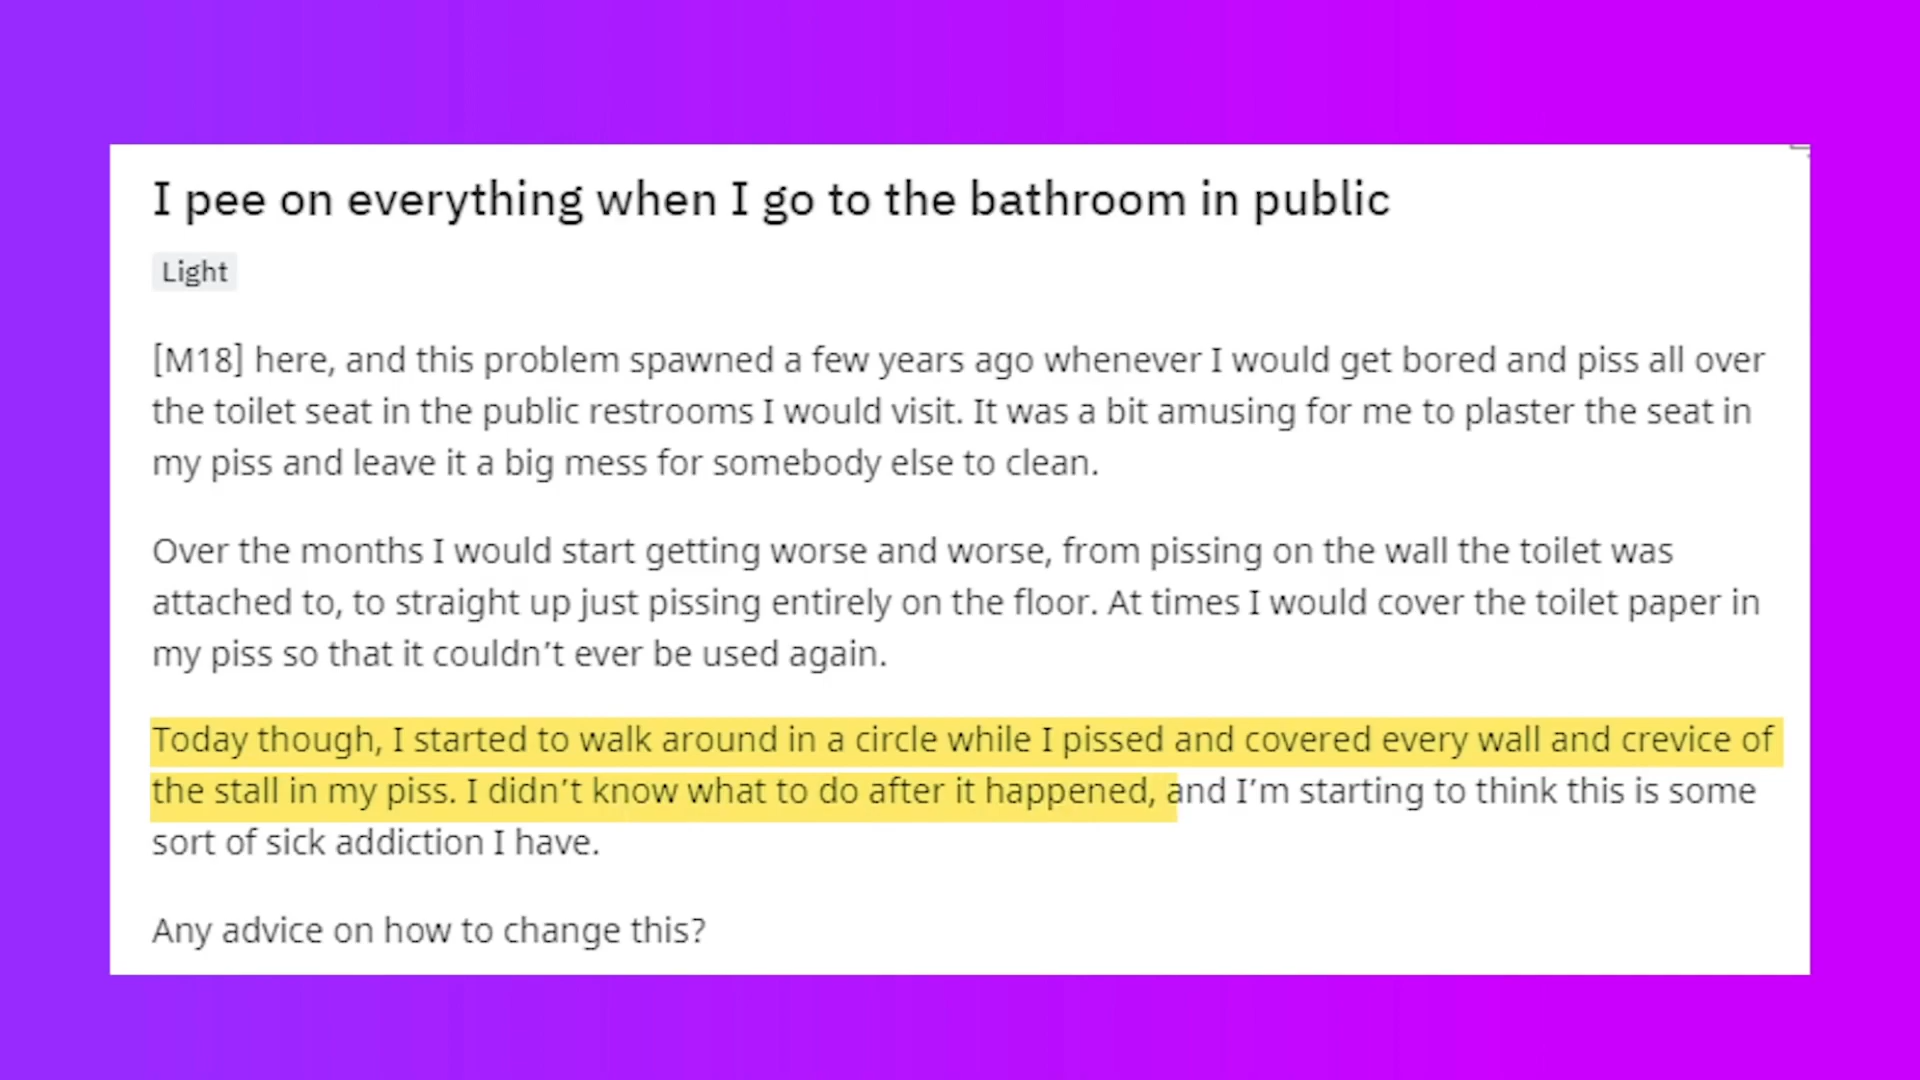 I pee on everything when I go to the bathroom in public
Light
[M18] here, and this problem spawned a few years ago whenever I would get bored and piss all over
the toilet seat in the public restrooms I would visit. It was a bit amusing for me to plaster the seat in
my piss and leave it a big mess for somebody else to clean.
Over the months I would start getting worse and worse, from pissing on the wall the toilet was
attached to, to straight up just pissing entirely on the floor. At times I would cover the toilet paper in
my piss so that it couldn’t ever be used again.
Today though, I started to walk around in a circle while I pissed and covered every wall and crevice of
the stall in my piss. I didn’t know what to do after it happened, and I’m starting to think this is some
sort of sick addiction I have.
Any advice on how to change this?